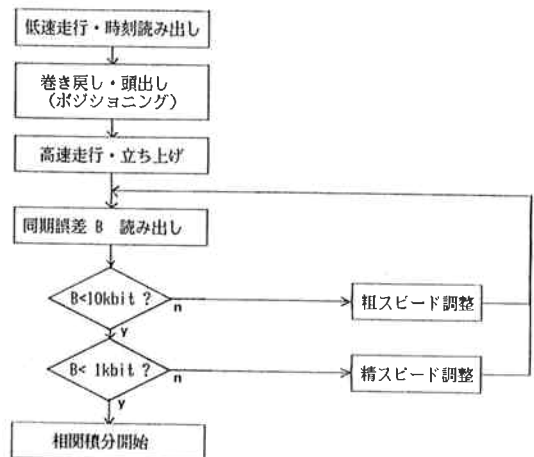 低速走行・時刻読み出し
巻き戻し・頭出し
(ポジショニング)
高速走行・立ち上げ
同期誤差 B 読み出し
B<10kbit ?
n
粗スピード調整
y
B< 1kbit ?
n
精スピード調整
y
相関積分開始